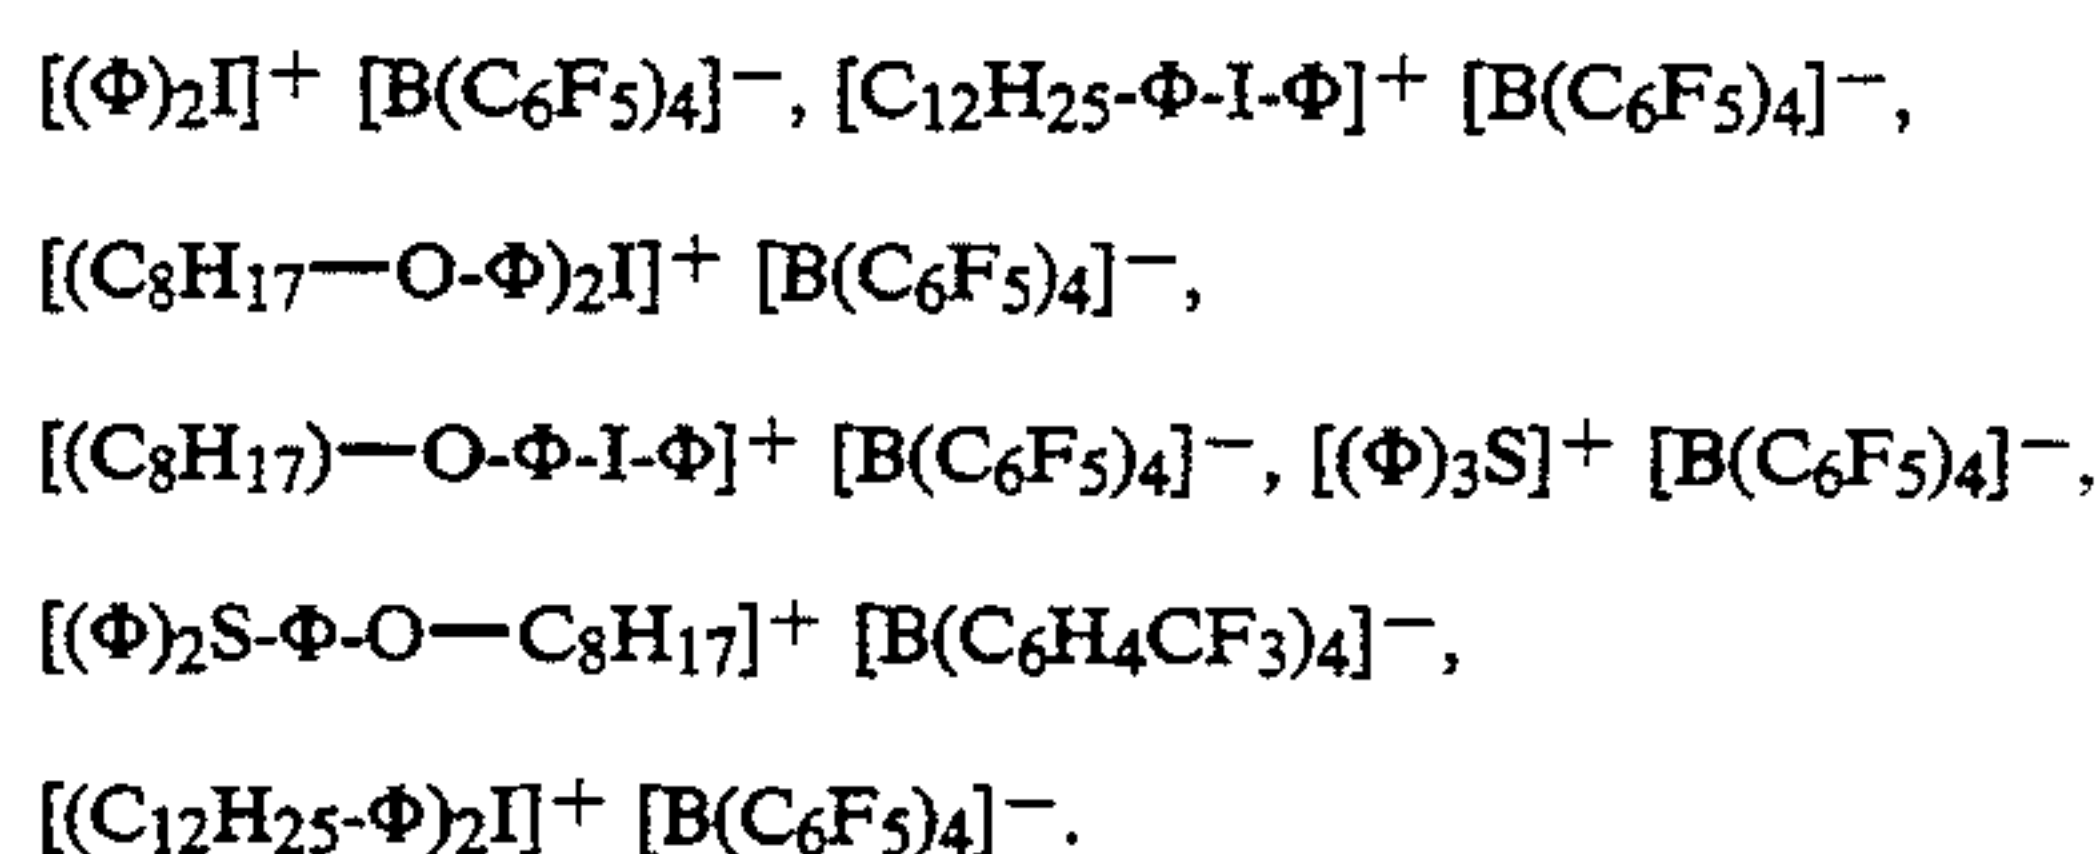 [(Φ)₂I]⁺ [B(C₆F₅)₄]⁻, [C₁₂H₂₅-Φ-I-Φ]⁺ [B(C₆F₅)₄]⁻,
[(C₈H₁₇—O-Φ)₂I]⁺ [B(C₆F₅)₄]⁻,
[(C₈H₁₇)—O-Φ-I-Φ]⁺ [B(C₆F₅)₄]⁻, [(Φ)₃S]⁺ [B(C₆F₅)₄]⁻,
[(Φ)₂S-Φ-O—C₈H₁₇]⁺ [B(C₆H₄CF₃)₄]⁻,
[(C₁₂H₂₅-Φ)₂I]⁺ [B(C₆F₅)₄]⁻.